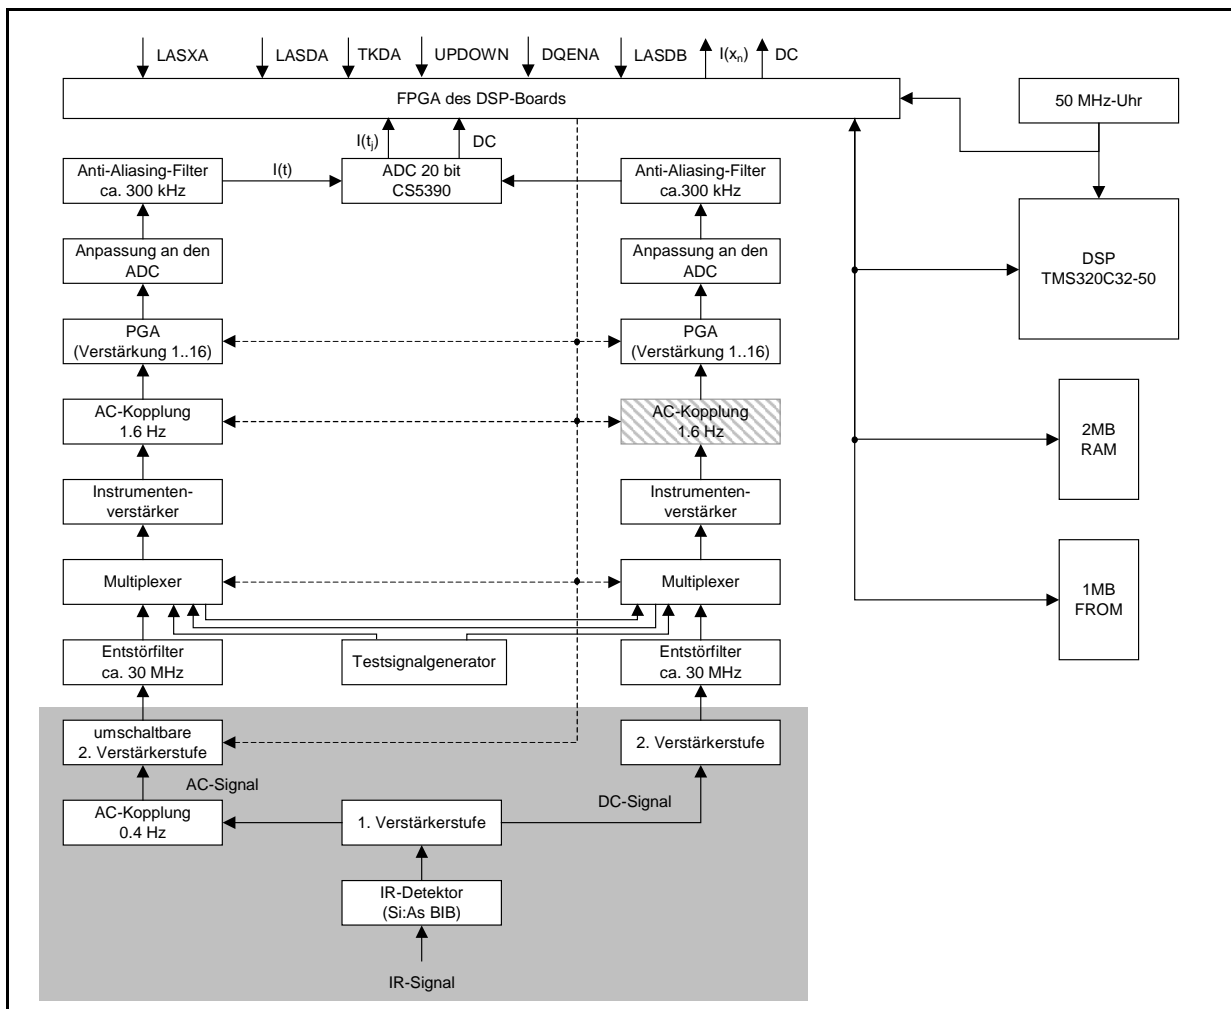 LASXA
LASDA
TKDA
UPDOWN
DQENA
LASDB
I(xn)
DC
FPGA des DSP-Boards
50 MHz-Uhr
I(tj)
DC
Anti-Aliasing-Filter
ca. 300 kHz
I(t)
ADC 20 bit
CS5390
Anti-Aliasing-Filter
ca.300 kHz
Anpassung an den
ADC
Anpassung an den
ADC
DSP
TMS320C32-50
PGA
(Verstärkung 1..16)
PGA
(Verstärkung 1..16)
AC-Kopplung
1.6 Hz
AC-Kopplung
1.6 Hz
2MB
RAM
Instrumenten-
verstärker
Instrumenten-
verstärker
Multiplexer
Multiplexer
1MB
FROM
Entstörfilter
ca. 30 MHz
Testsignalgenerator
Entstörfilter
ca. 30 MHz
umschaltbare
2. Verstärkerstufe
2. Verstärkerstufe
AC-Signal
DC-Signal
AC-Kopplung
0.4 Hz
1. Verstärkerstufe
IR-Detektor
(Si:As BIB)
IR-Signal